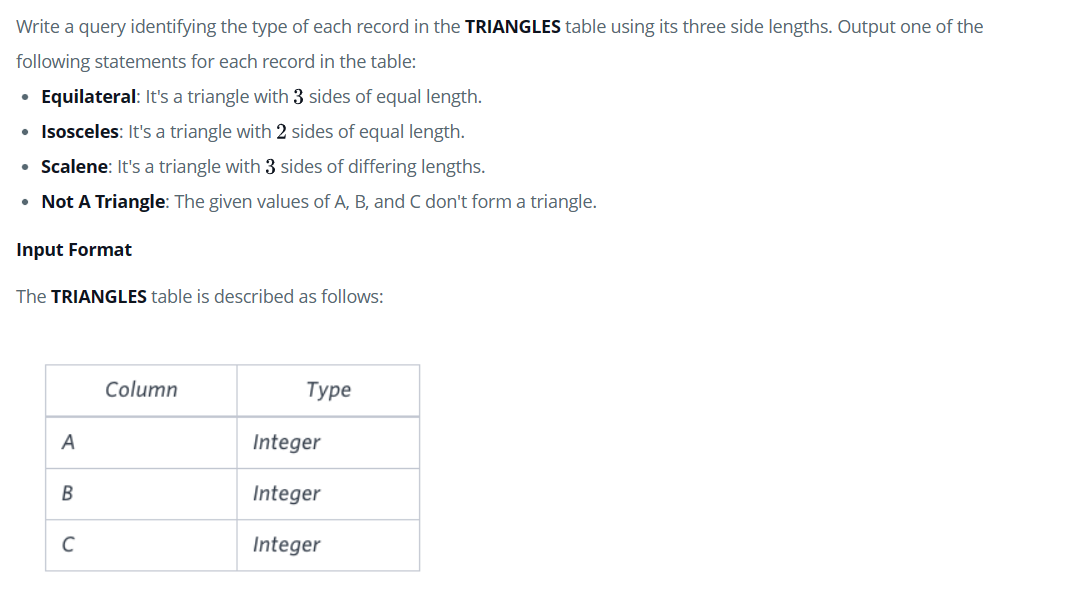 Write a query identifying the type of each record in the TRIANGLES table using its three side lengths. Output one of the
following statements for each record in the table:
• Equilateral: It's a triangle with 3 sides of equal length.
• Isosceles: It's a triangle with 2 sides of equal length.
• Scalene: It's a triangle with 3 sides of differing lengths.
• Not A Triangle: The given values of A, B, and C don't form a triangle.
Input Format
The TRIANGLES table is described as follows:
Column Type
A Integer
B Integer
C Integer